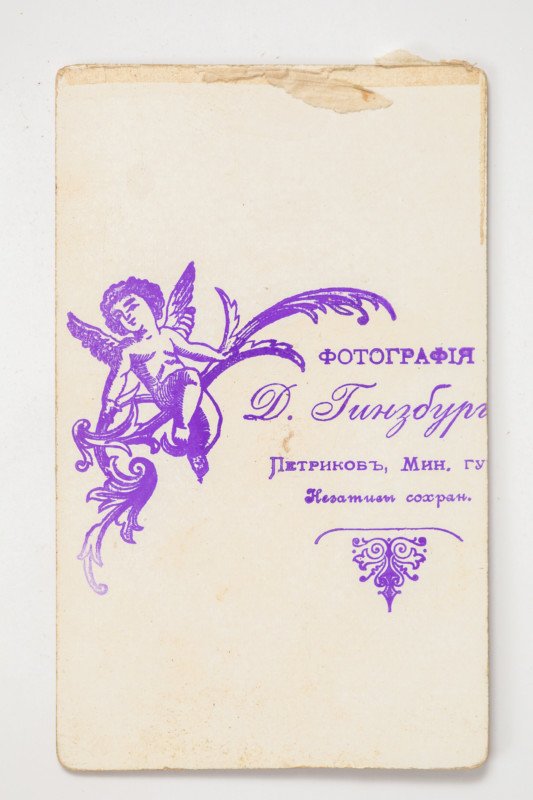 ФОТОГРАФІЯ
Д. Гинзбург
Петриковъ, Мин. гу
Негативы сохран.